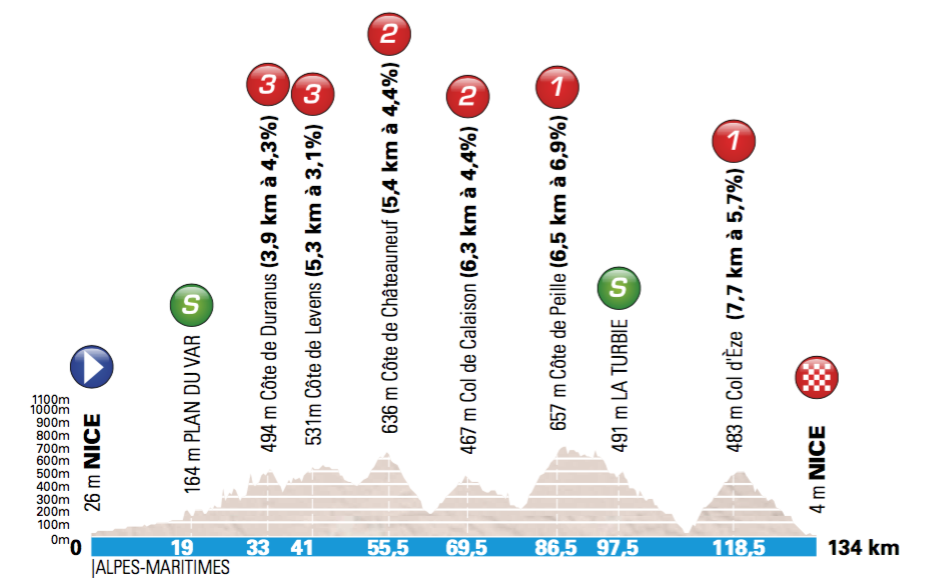 2
3
3
2
1
1
S
S
26 m NICE
164 m PLAN DU VAR
494 m Côte de Duranus (3,9 km à 4,3%)
531m Côte de Levens (5,3 km à 3,1%)
636 m Côte de Châteauneuf (5,4 km à 4,4%)
467 m Col de Calaison (6,3 km à 4,4%)
657 m Côte de Peille (6,5 km à 6,9%)
491 m LA TURBIE
483 m Col d'Èze (7,7 km à 5,7%)
4 m NICE
1100m
1000m
900m
800m
700m
600m
500m
400m
300m
200m
100m
0m
0 19 33 41 55,5 69,5 86,5 97,5 118,5 134 km
|ALPES-MARITIMES